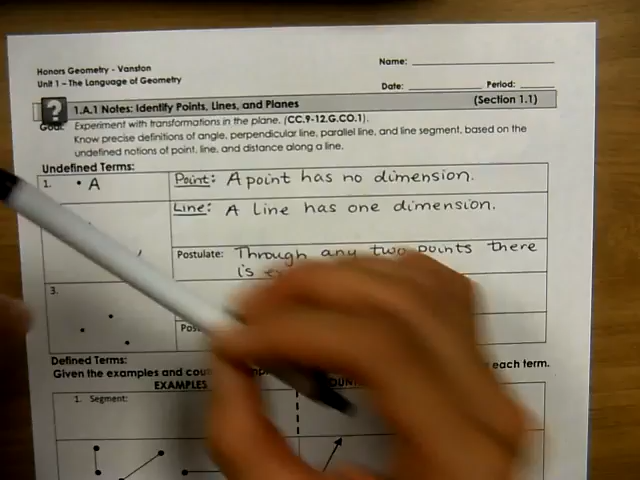 Honors Geometry - Vanston
Name:
Unit 1 – The Language of Geometry
Date: Period:
?
1.A.1 Notes: Identify Points, Lines, and Planes (Section 1.1)
Goal: Experiment with transformations in the plane. (CC.9-12.G.CO.1).
Know precise definitions of angle, perpendicular line, parallel line, and line segment, based on the
undefined notions of point, line, and distance along a line.
Undefined Terms:
1. A Point: A point has no dimension.
Line: A line has one dimension.
Postulate: Through any two points there
is
3.
Defined Terms:
Given the examples and each term.
EXAMPLES
1. Segment: